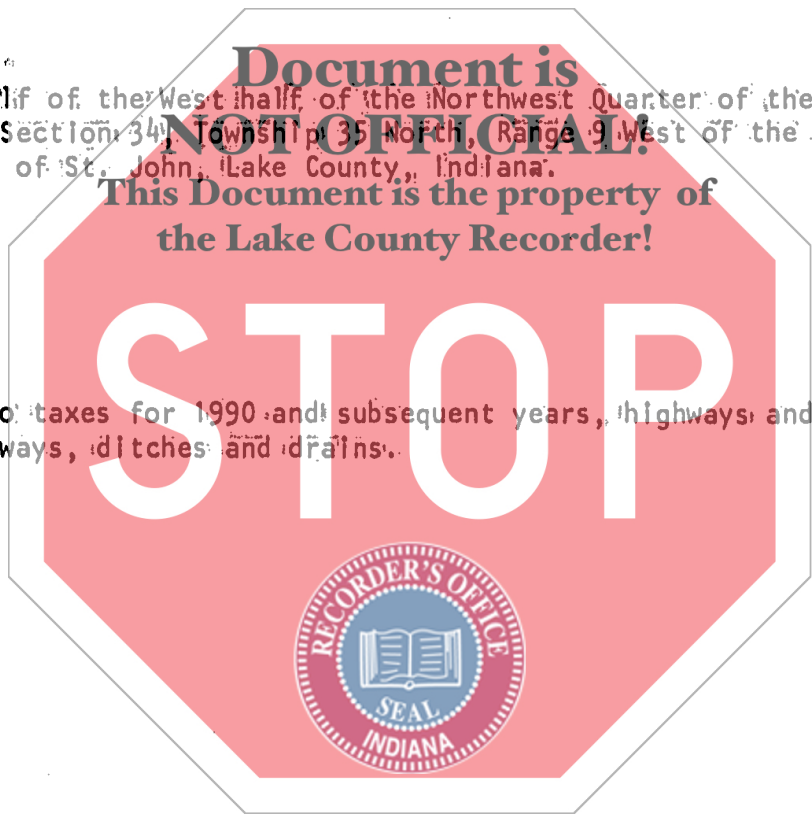 Document is
lf of the West half of the Northwest Quarter of the
NOT OFFICIAL!
Section 34, Township 35 North, Range 9 West of the
of St. John, Lake County, Indiana.
This Document is the property of
the Lake County Recorder!
STOP
o taxes for 1990 and subsequent years, highways and
ways, ditches and drains.
RECORDER'S OFFICE
SEAL
INDIANA